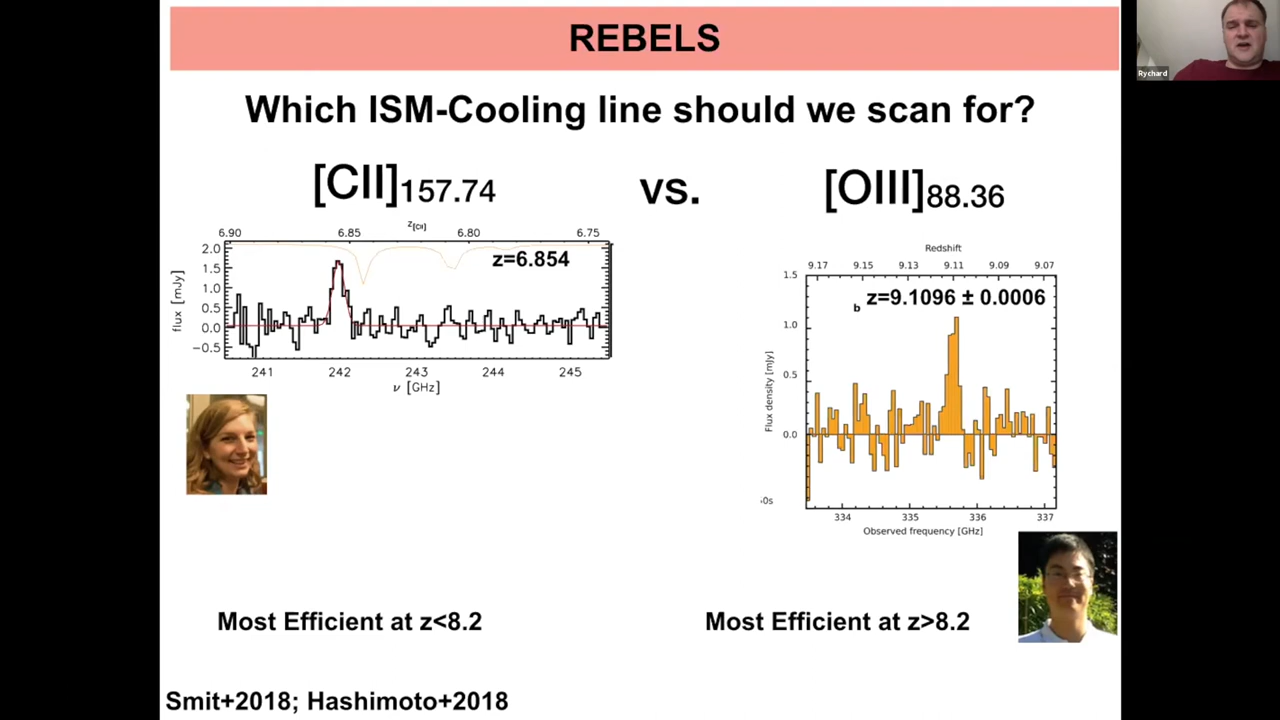 REBELS
Rychard
Which ISM-Cooling line should we scan for?
[CII]157.74 vs. [OIII]88.36
z[CII]
6.90 6.85 6.80 6.75
z=6.854
2.0
1.5
1.0
0.5
0.0
−0.5
flux [mJy]
241 242 243 244 245
ν [GHz]
Redshift
9.17 9.15 9.13 9.11 9.09 9.07
b z=9.1096 ± 0.0006
1.5
1.0
0.5
0.0
Flux density [mJy]
0s
334 335 336 337
Observed frequency [GHz]
Most Efficient at z<8.2
Most Efficient at z>8.2
Smit+2018; Hashimoto+2018